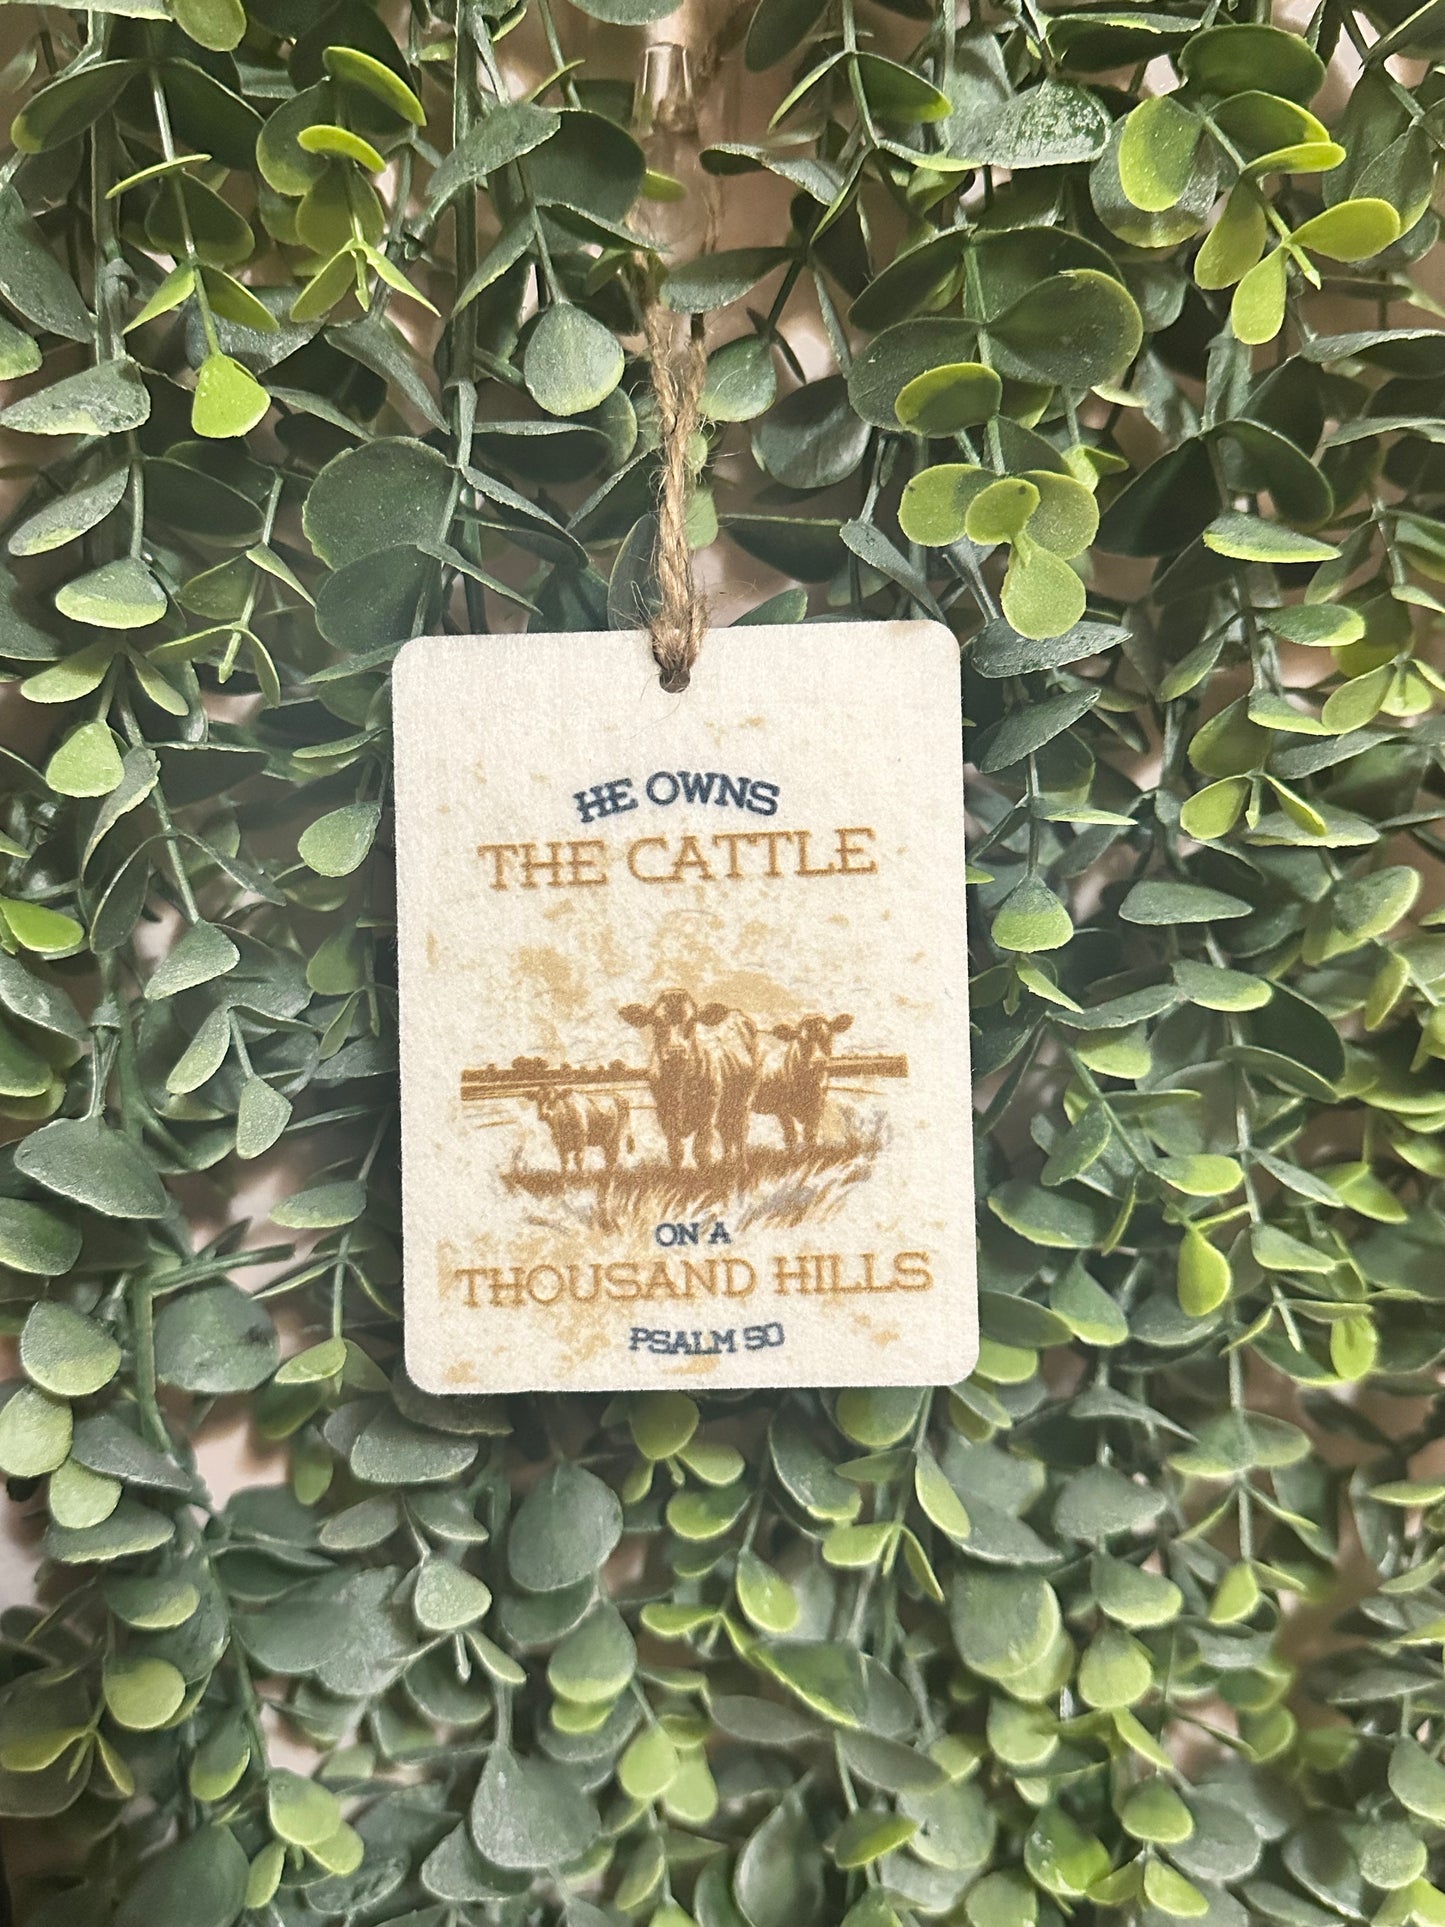 HE OWNS
THE CATTLE
ON A
THOUSAND HILLS
PSALM 50